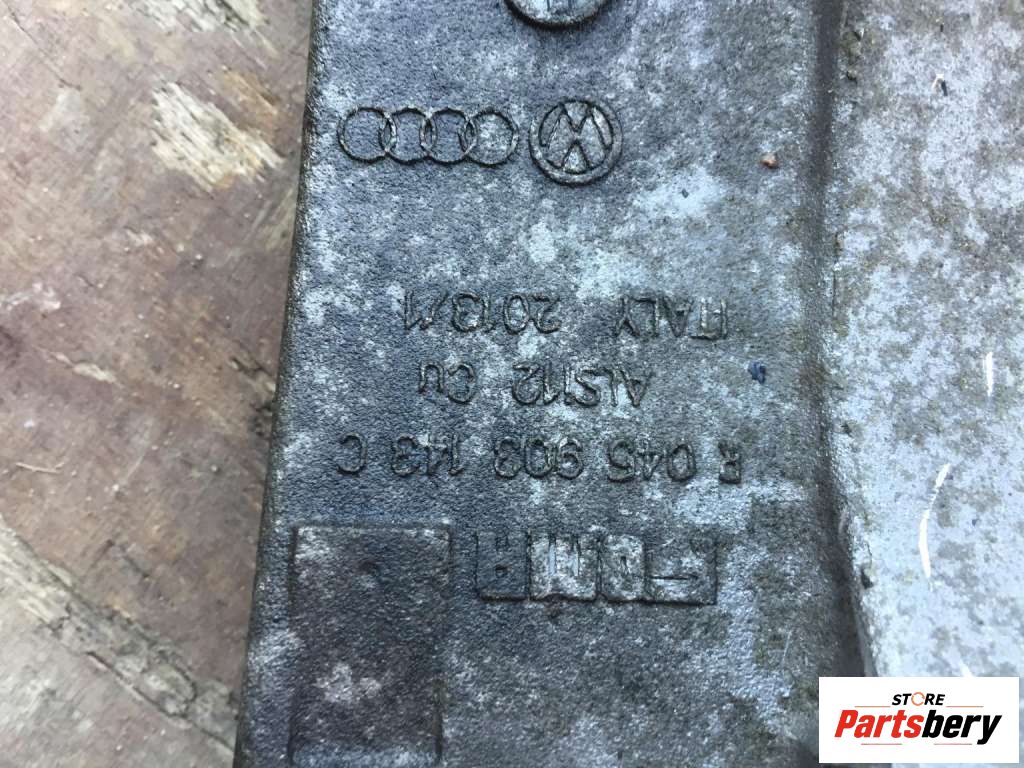 FOMA
R 045 903 143 C
ALSI12 CU
ITALY 2013/1
STORE
Partsbery